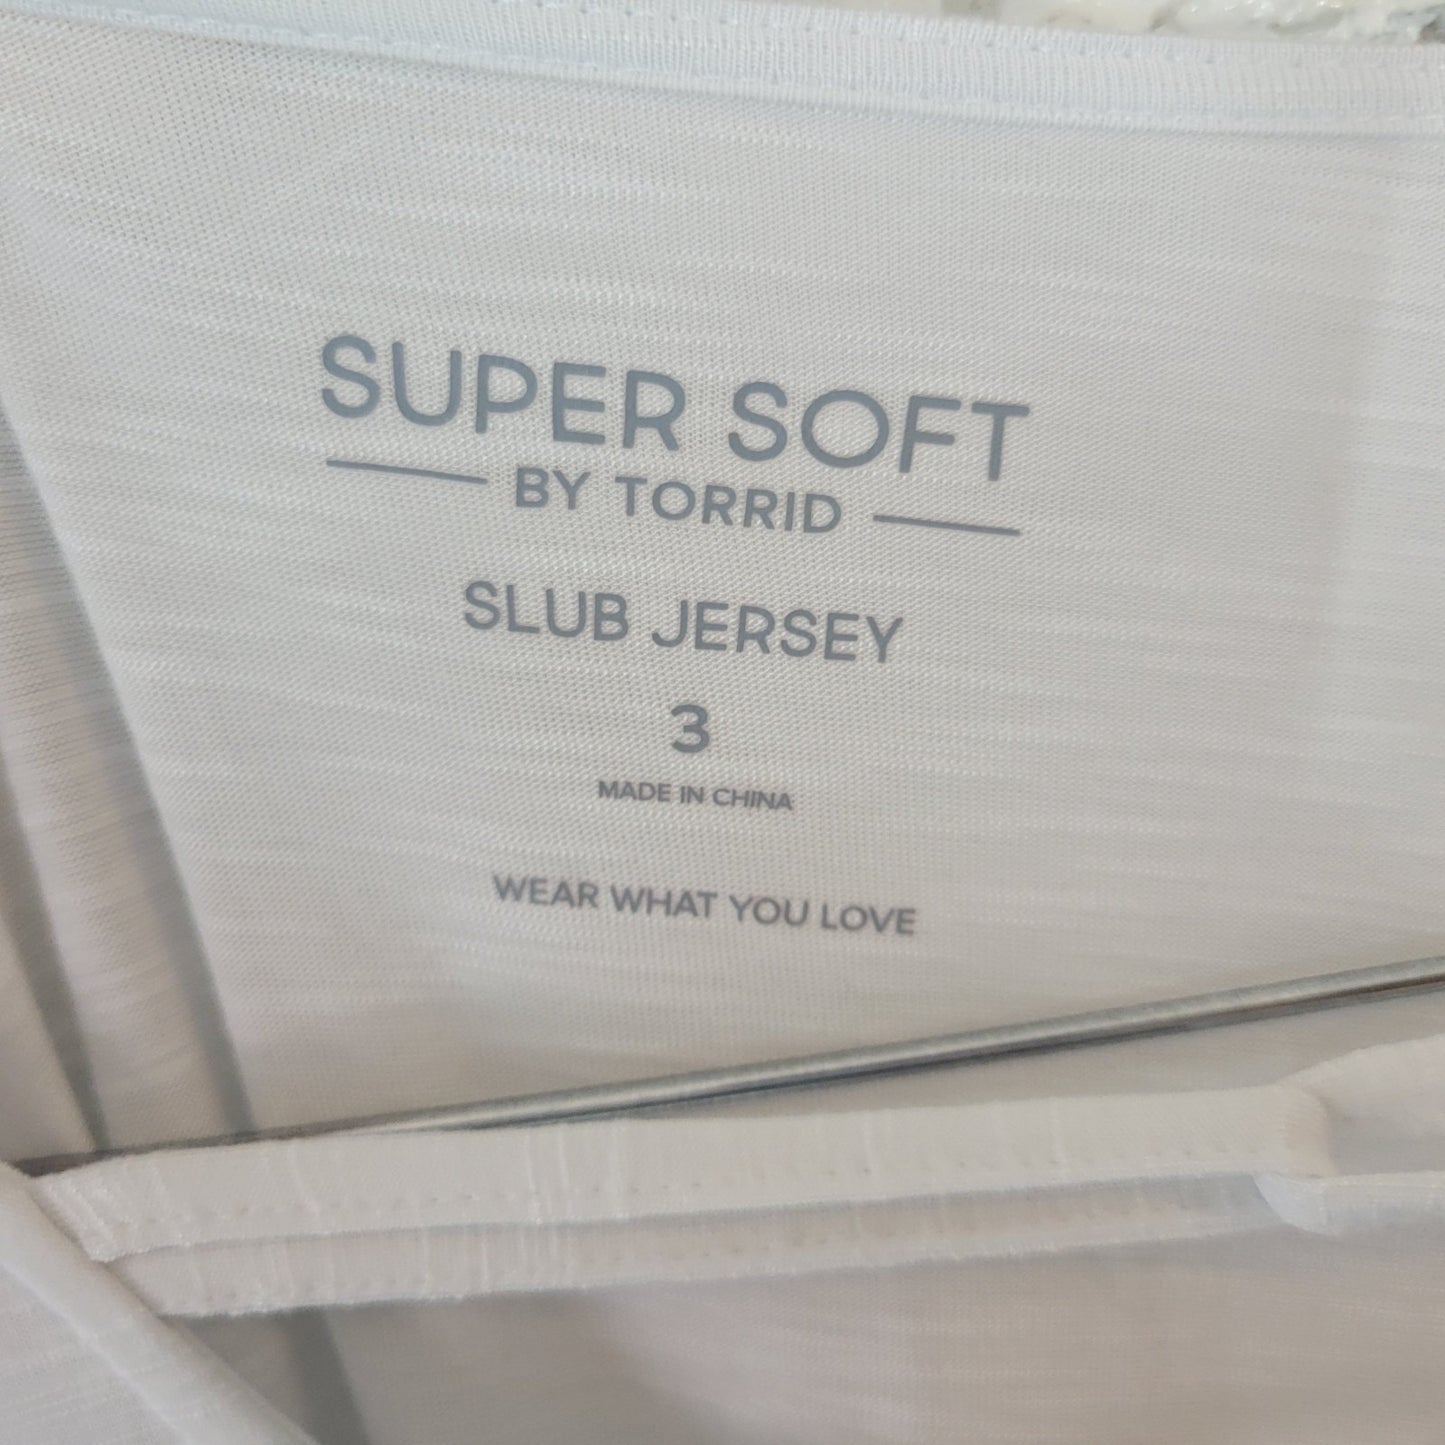 SUPER SOFT
BY TORRID
SLUB JERSEY
3
MADE IN CHINA
WEAR WHAT YOU LOVE